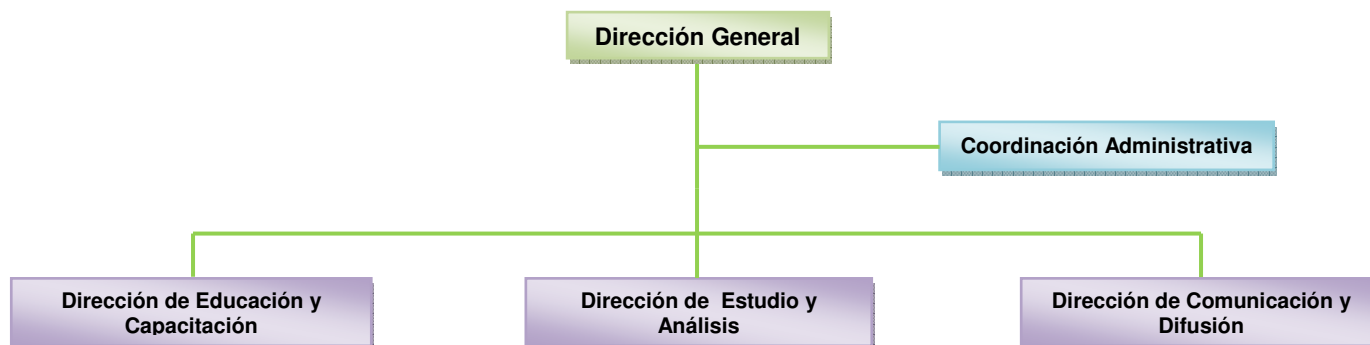 Dirección General
Coordinación Administrativa
Dirección de Educación y
Capacitación
Dirección de Estudio y
Análisis
Dirección de Comunicación y
Difusión